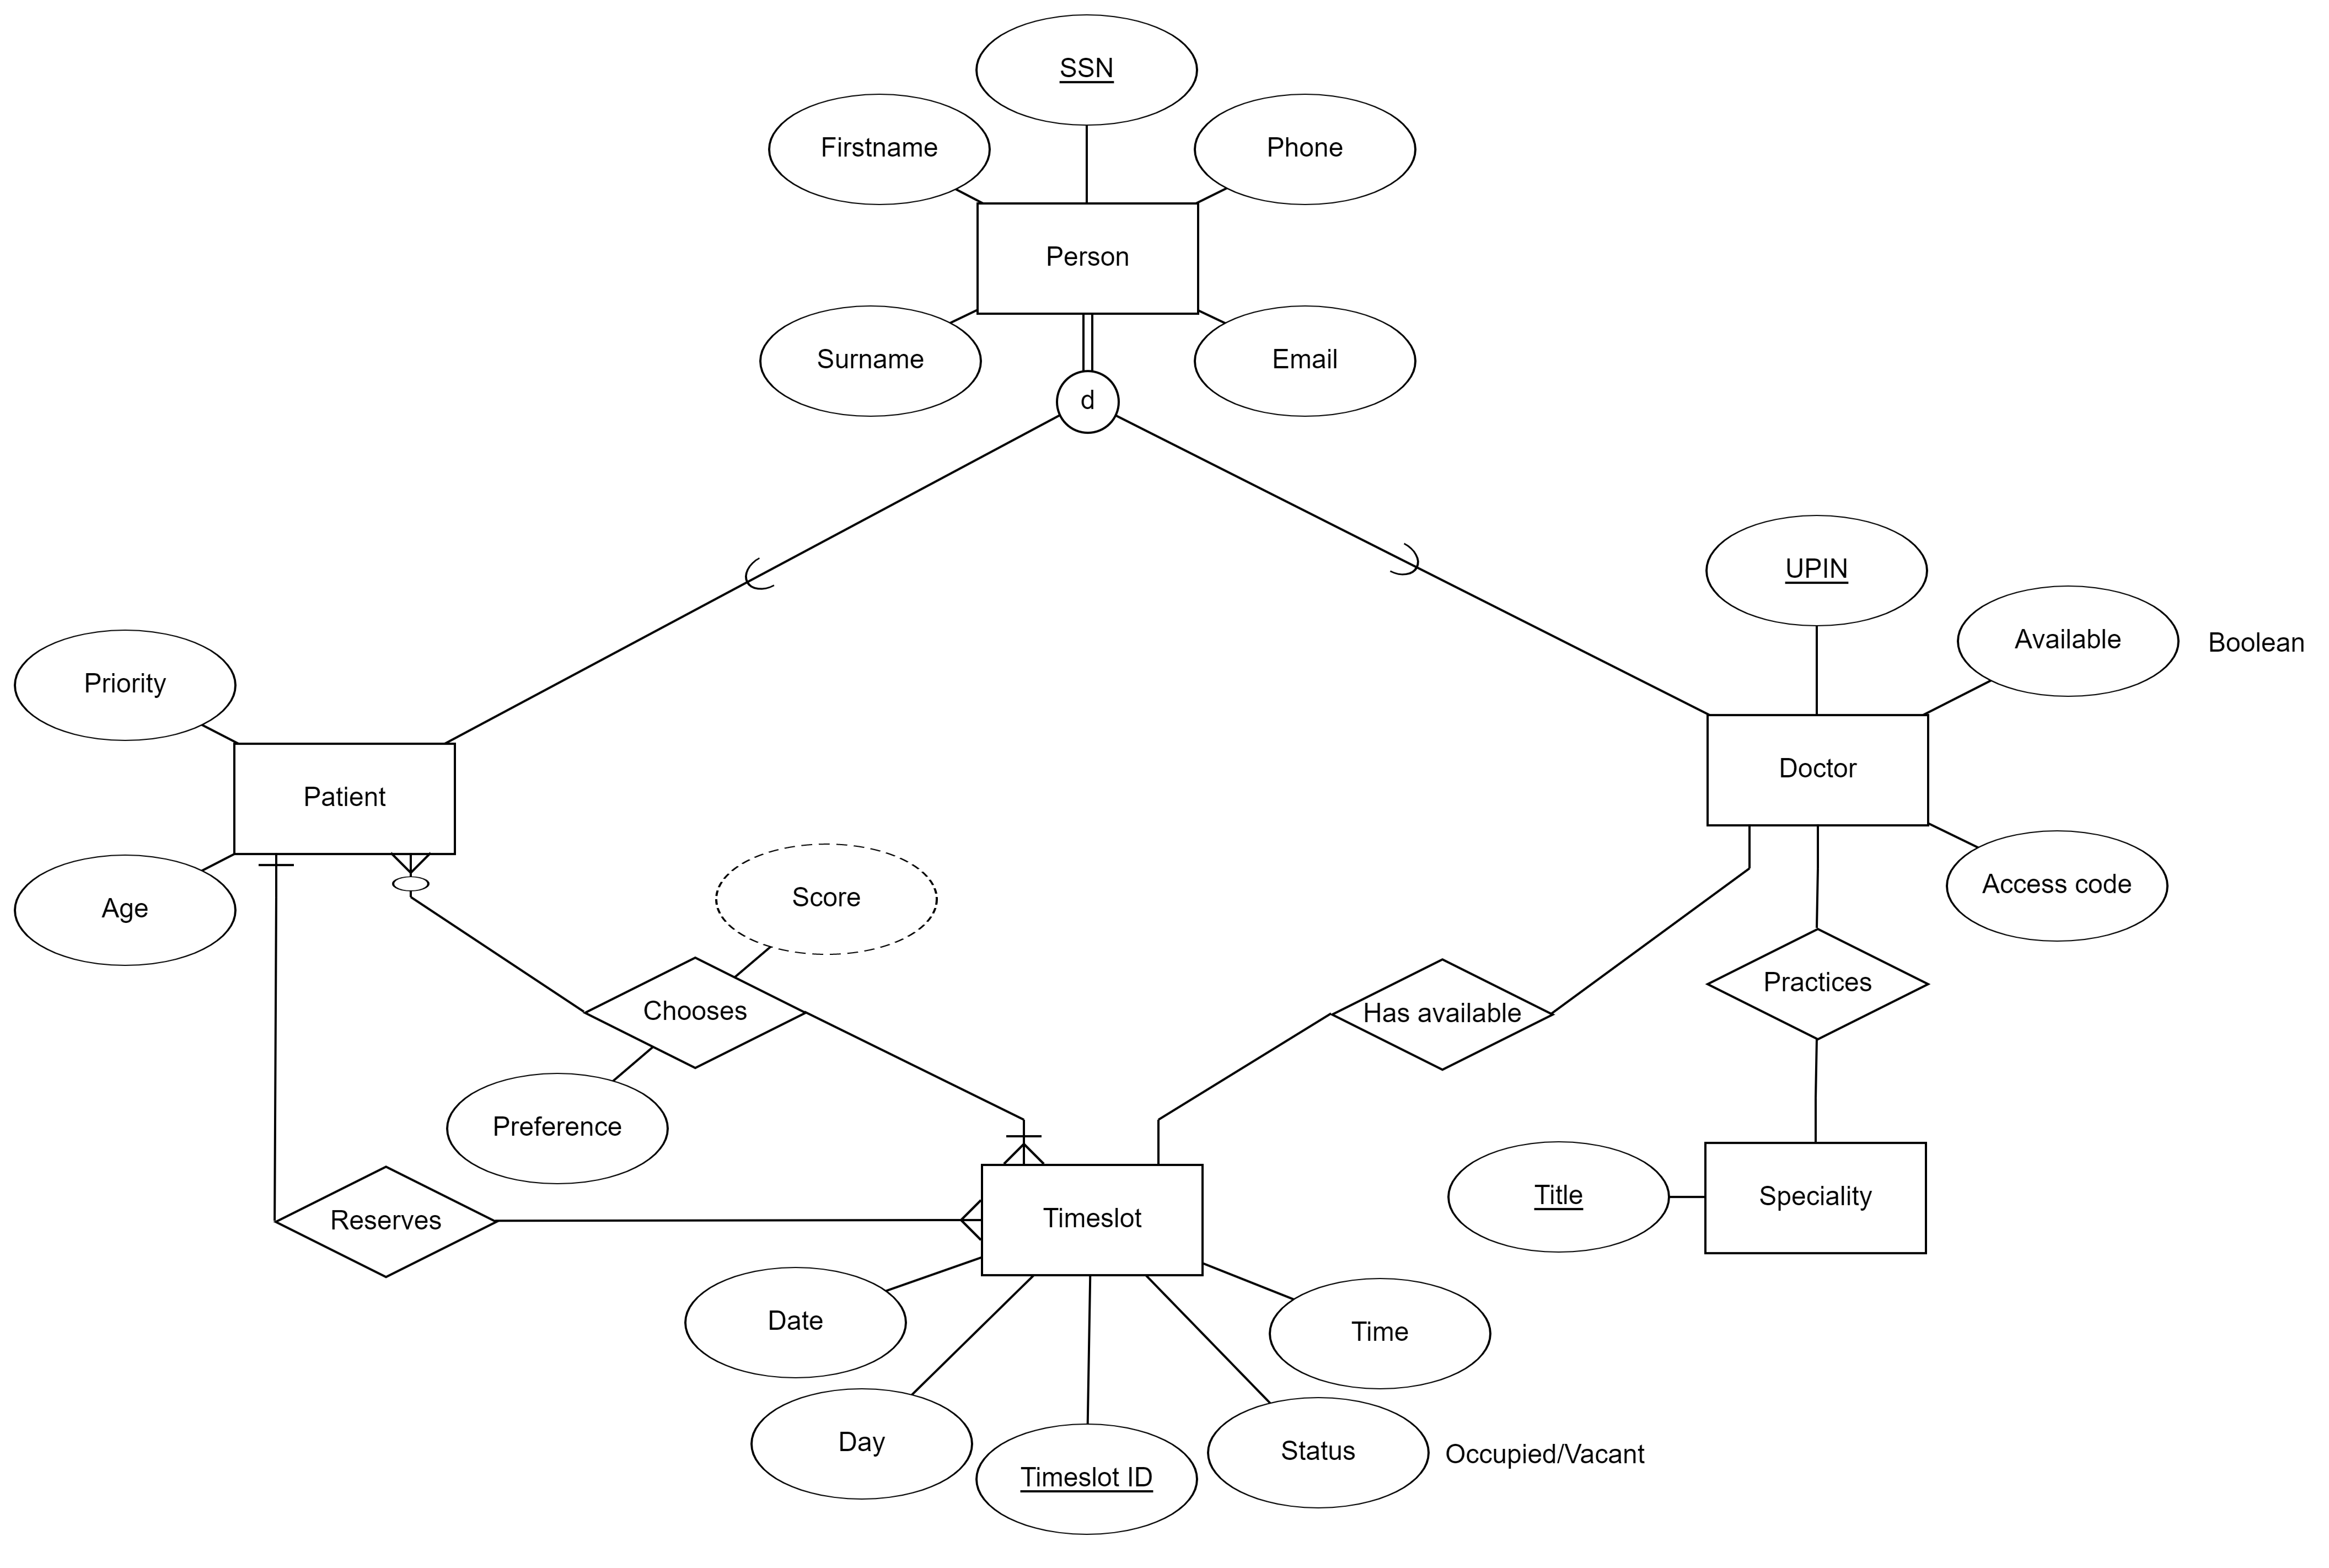 SSN
Firstname
Phone
Person
Surname
Email
d
UPIN
Available
Boolean
Priority
Doctor
Patient
Access code
Score
Age
Practices
Chooses
Has available
Preference
Title
Speciality
Reserves
Timeslot
Date
Time
Day
Status
Occupied/Vacant
Timeslot ID